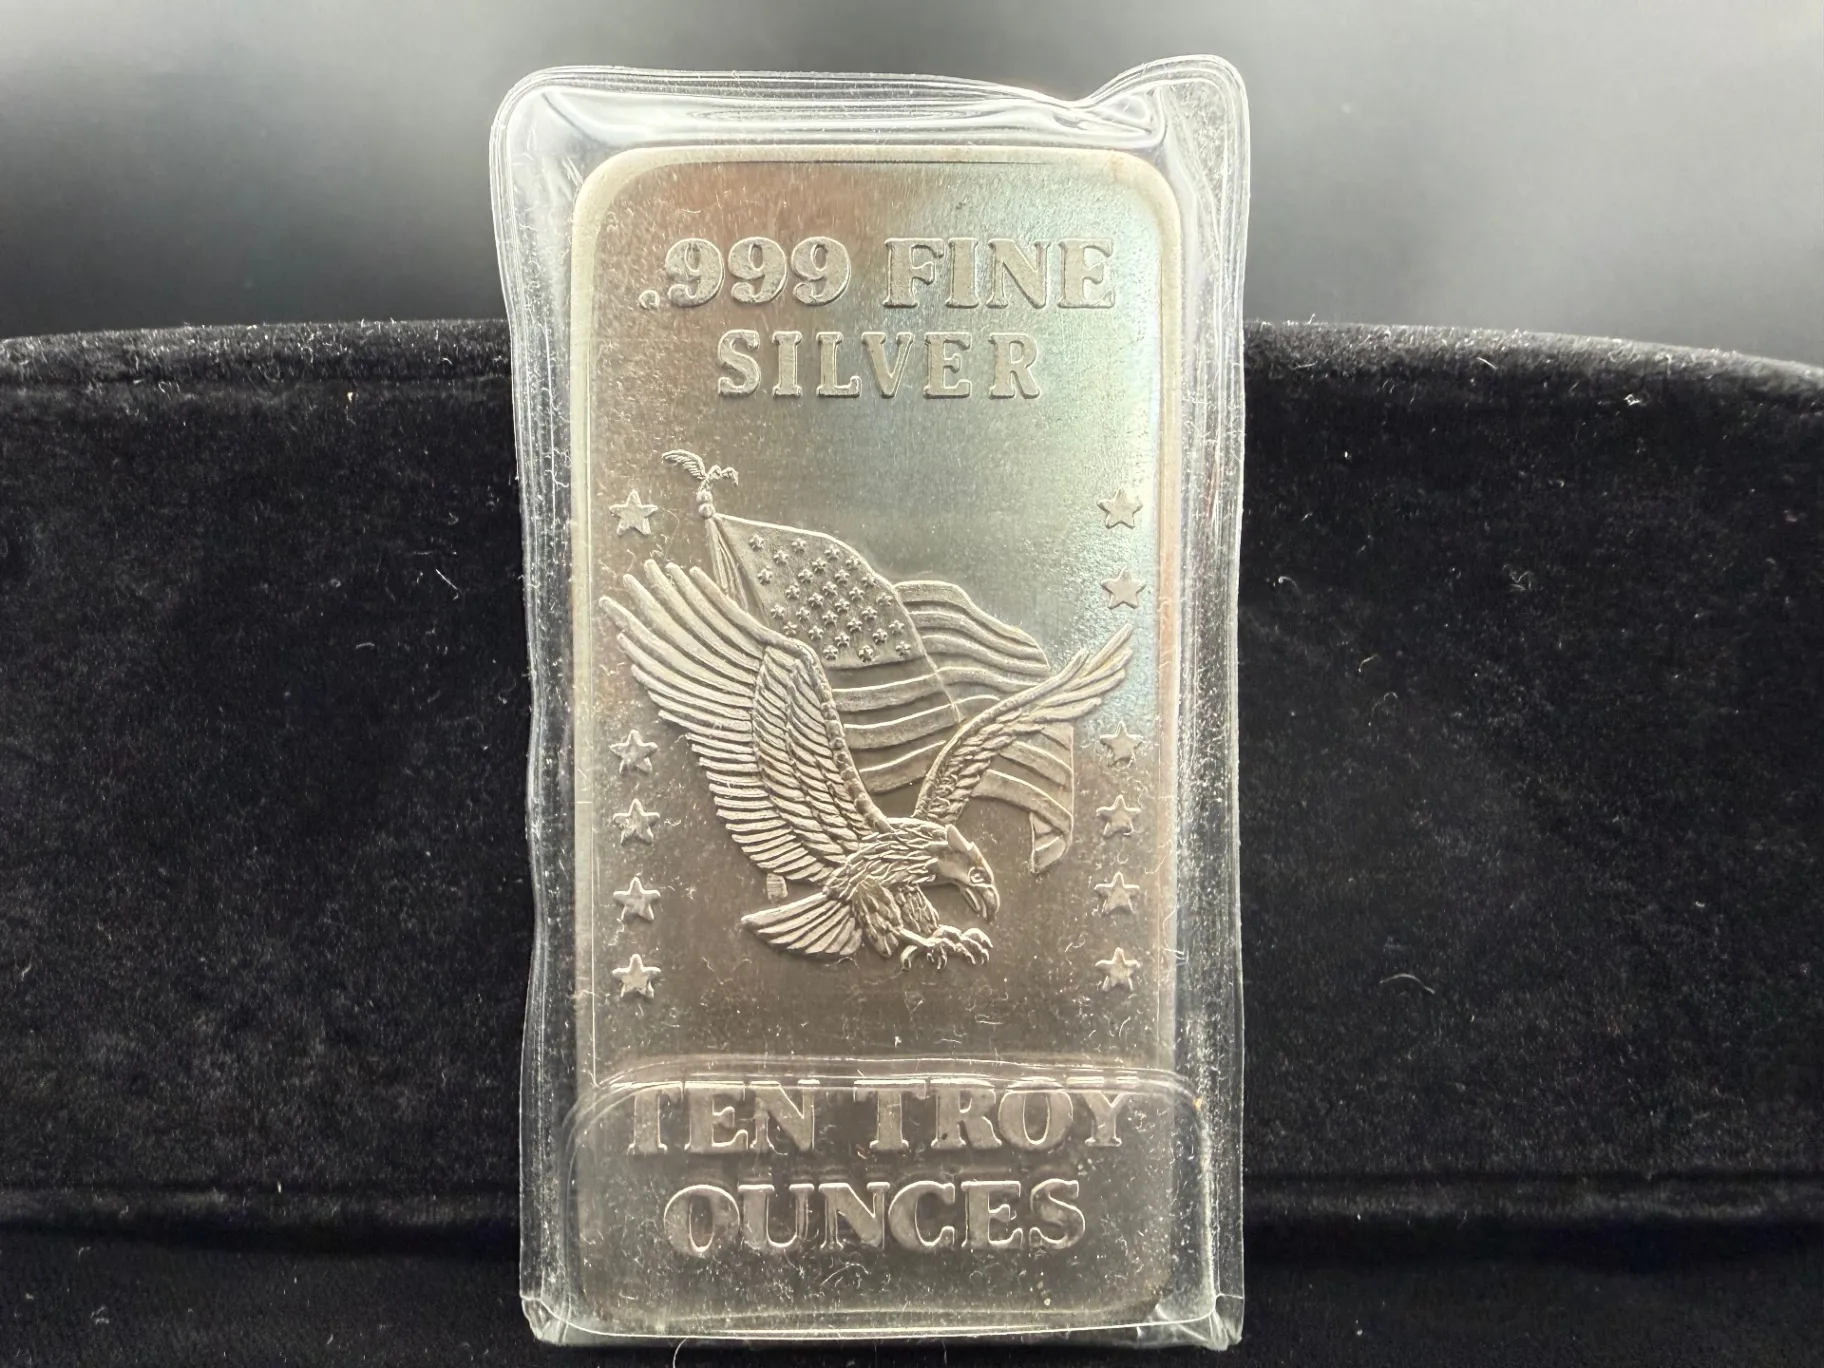 .999 FINE
SILVER
TEN TROY
OUNCES